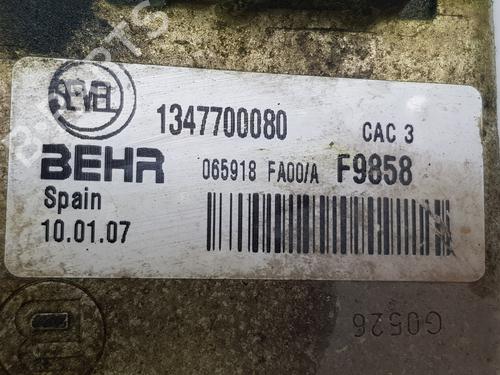 SEVEL
1347700080 CAC 3
BEHR 065918 FA00/A F9858
Spain
10.01.07
G0526